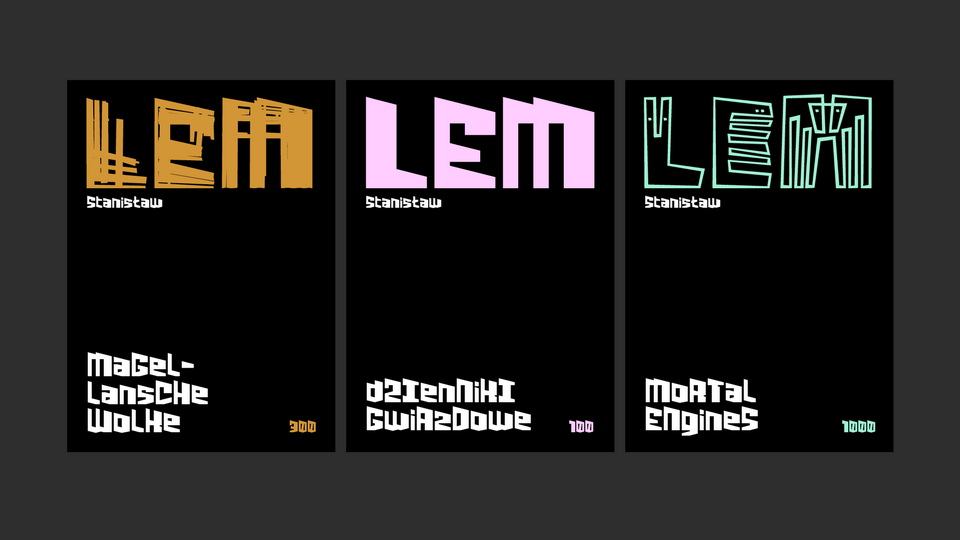 LEM
Stanisław
MaGel-
LansCHe
WolKe
300
LEM
Stanisław
dZIenNikI
GwiAzDowe
100
LEM
Stanisław
MoRTaL
ENgineS
1000